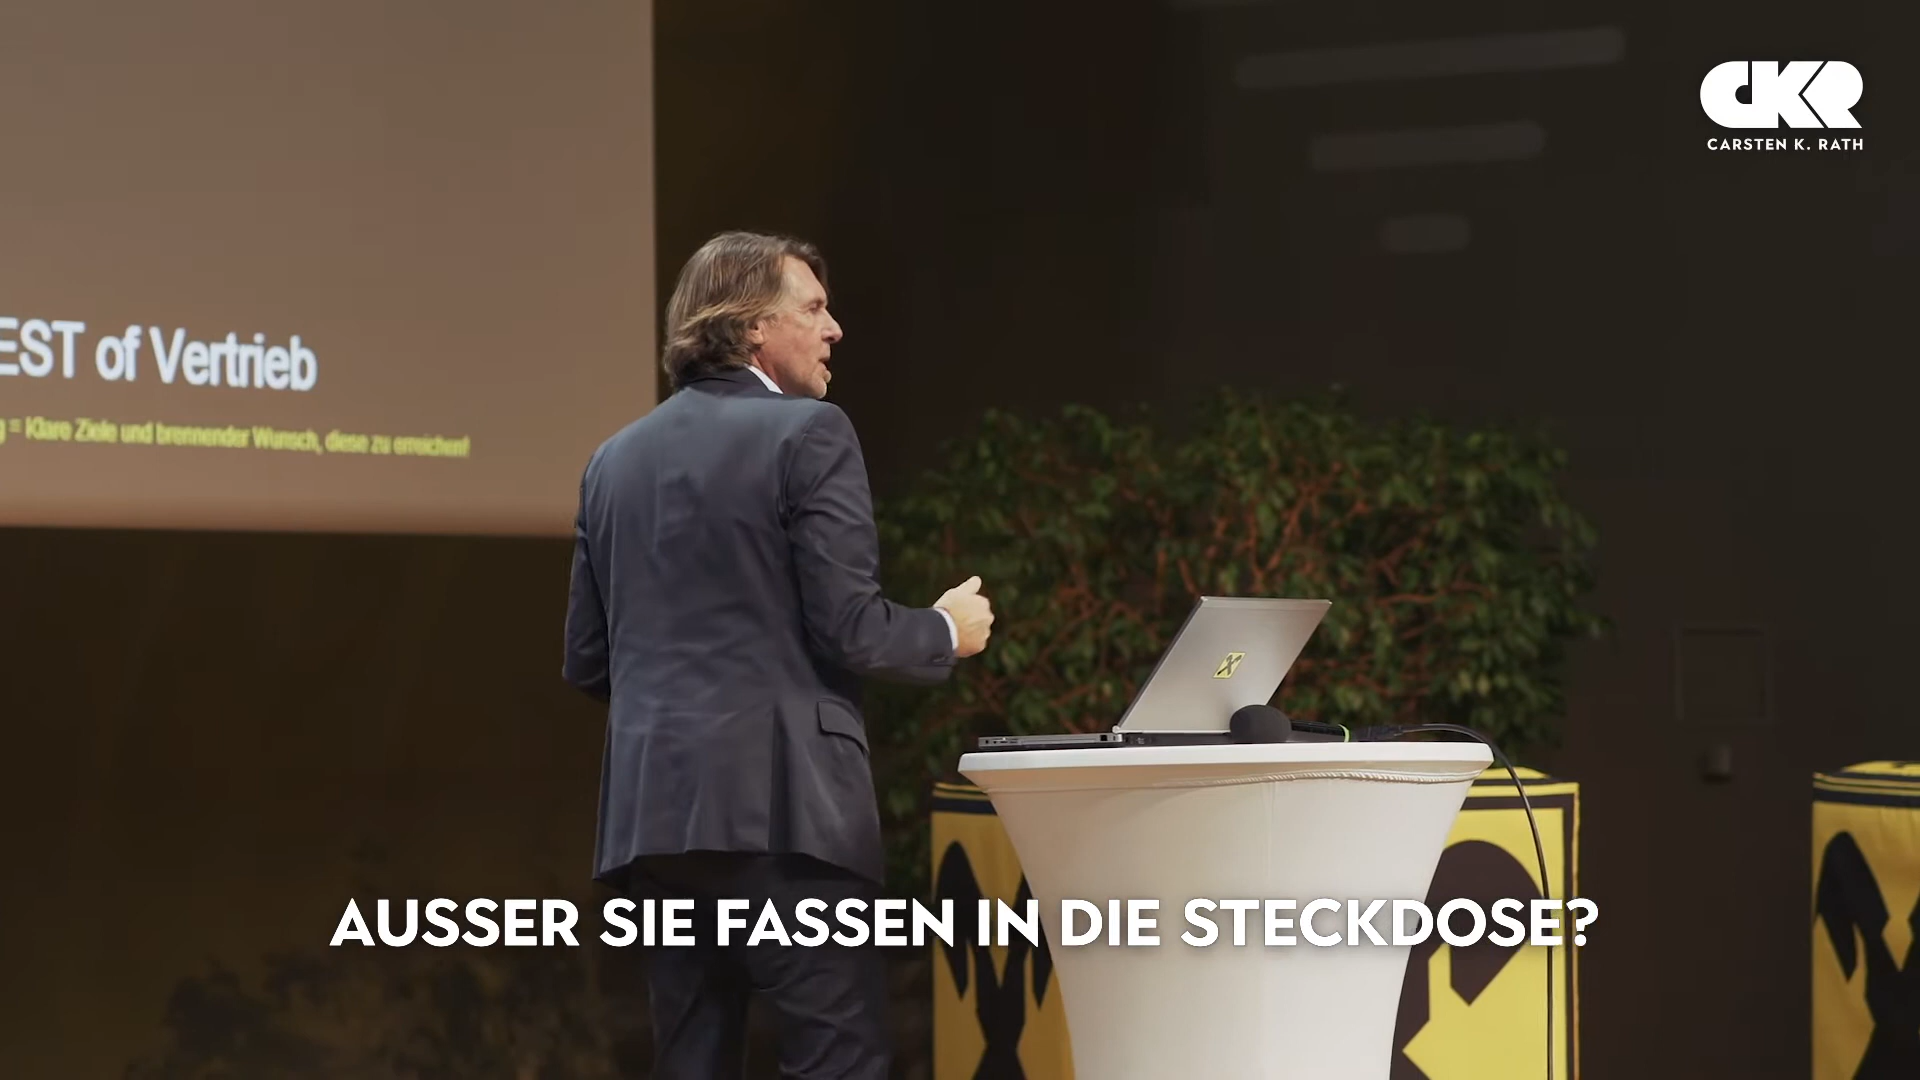 CKR
CARSTEN K. RATH
EST of Vertrieb
g = Klare Ziele und brennender Wunsch, diese zu erreichen!
AUSSER SIE FASSEN IN DIE STECKDOSE?